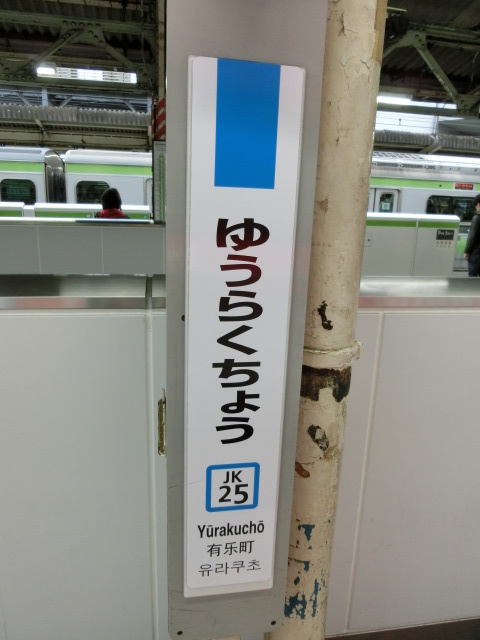 ゆうらくちょう
JK
25
Yūrakuchō
有乐町
유라쿠초